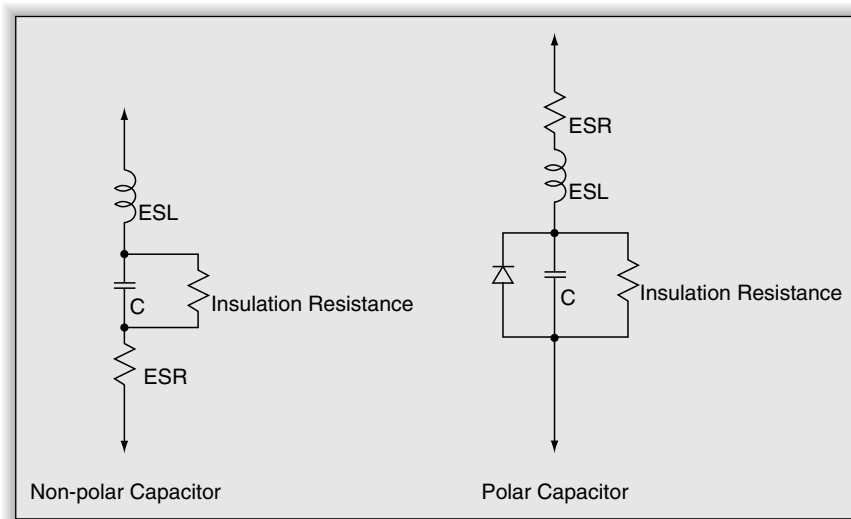 ESL
C
Insulation Resistance
ESR
Non-polar Capacitor
ESR
ESL
C
Insulation Resistance
Polar Capacitor